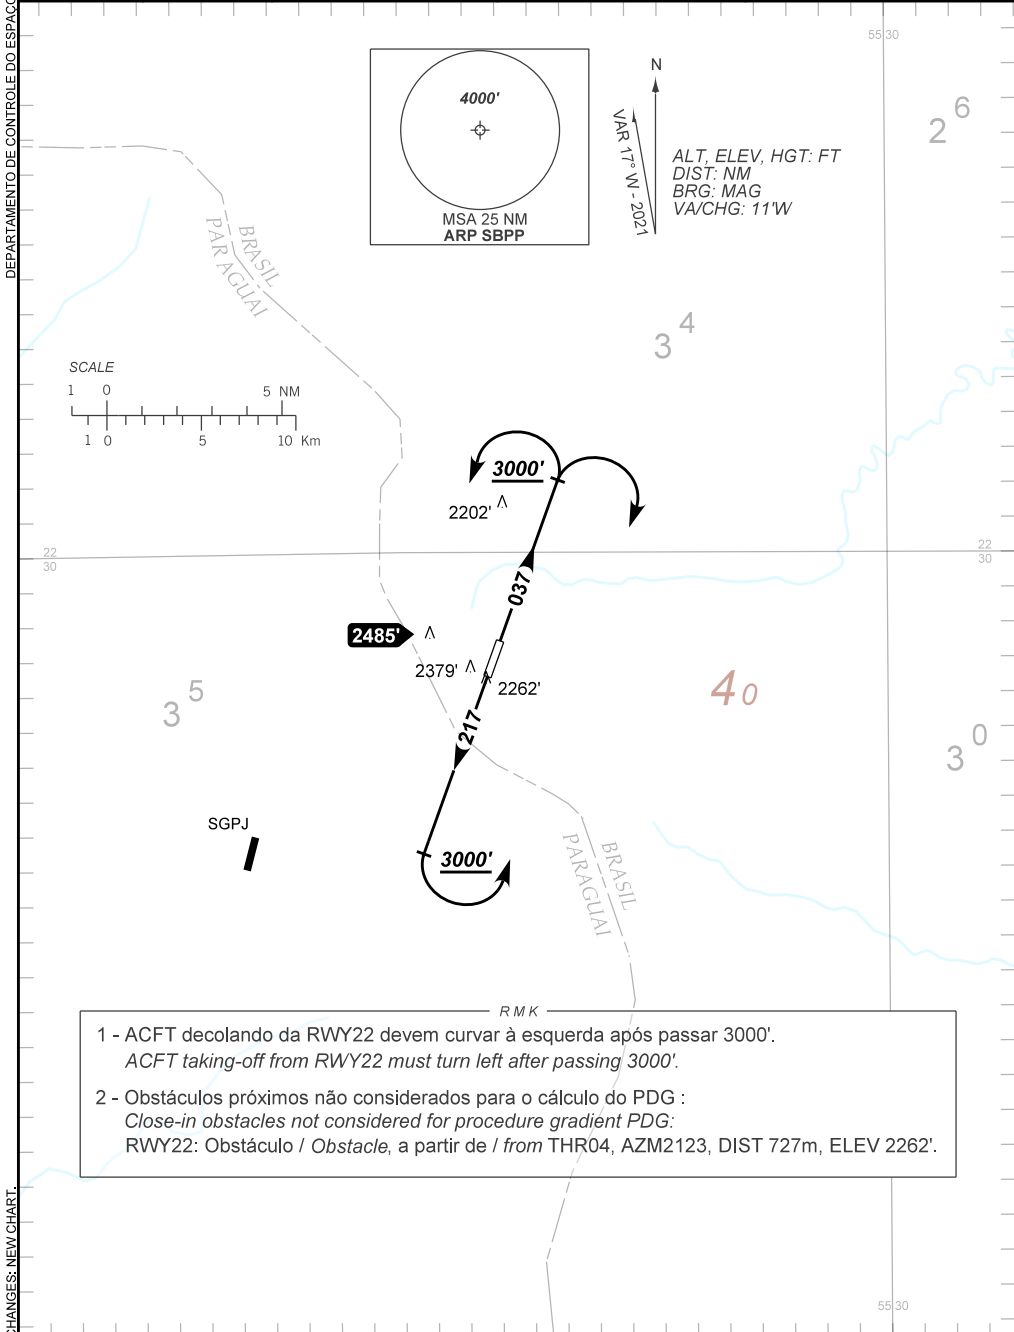 DEPARTAMENTO DE CONTROLE DO ESPAÇO
55 30
4000'
MSA 25 NM
ARP SBPP
N
VAR 17° W - 2021
ALT, ELEV, HGT: FT
DIST: NM
BRG: MAG
VA/CHG: 11'W
2 6
BRASIL
PARAGUAI
3 4
SCALE
1 0 5 NM
1 0 5 10 Km
3000'
2202'
22
30
22
30
037
2485'
2379'
2262'
3 5
40
217
3 0
SGPJ
3000'
BRASIL
PARAGUAI
RMK
1 - ACFT decolando da RWY22 devem curvar à esquerda após passar 3000'.
ACFT taking-off from RWY22 must turn left after passing 3000'.
2 - Obstáculos próximos não considerados para o cálculo do PDG :
Close-in obstacles not considered for procedure gradient PDG:
RWY22: Obstáculo / Obstacle, a partir de / from THR04, AZM2123, DIST 727m, ELEV 2262'.
CHANGES: NEW CHART.
55 30